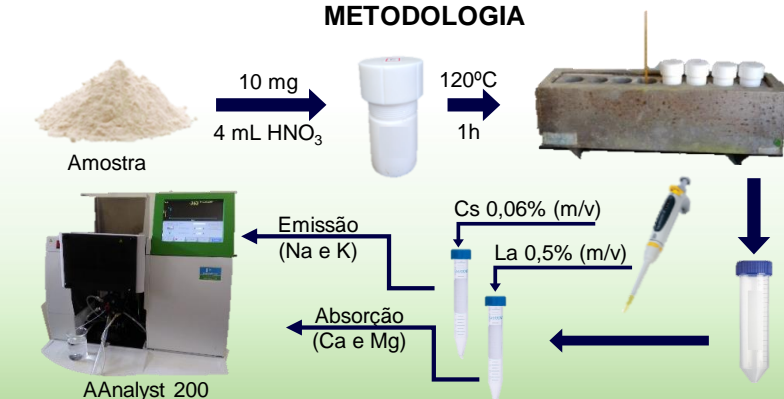 METODOLOGIA
10 mg
4 mL HNO₃
120ºC
1h
Amostra
Cs 0,06% (m/v)
La 0,5% (m/v)
Emissão
(Na e K)
Absorção
(Ca e Mg)
AAnalyst 200